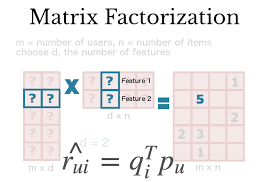 Matrix Factorization
m = number of users, n = number of items
choose d, the number of features
? ? ? ? Feature 1 1
? ? x ? ? Feature 2 = 5
? ? 2
? ? d x n 2 3
? ? d = 2 1
m x d m x n
r̂ui = qiT pu